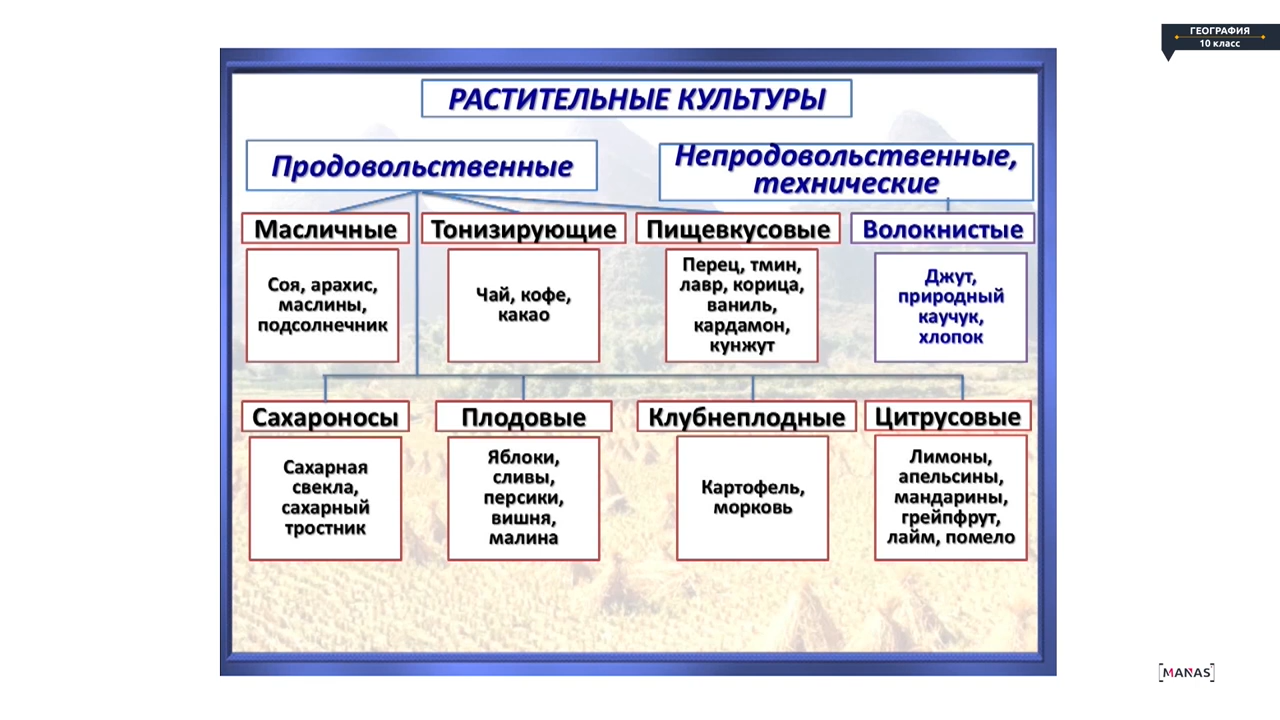 ГЕОГРАФИЯ
10 класс
РАСТИТЕЛЬНЫЕ КУЛЬТУРЫ
Продовольственные
Непродовольственные,
технические
Масличные
Тонизирующие
Пищевкусовые
Волокнистые
Соя, арахис,
маслины,
подсолнечник
Чай, кофе,
какао
Перец, тмин,
лавр, корица,
ваниль,
кардамон,
кунжут
Джут,
природный
каучук,
хлопок
Сахароносы
Плодовые
Клубнеплодные
Цитрусовые
Сахарная
свекла,
сахарный
тростник
Яблоки,
сливы,
персики,
вишня,
малина
Картофель,
морковь
Лимоны,
апельсины,
мандарины,
грейпфрут,
лайм, помело
[MANAS]